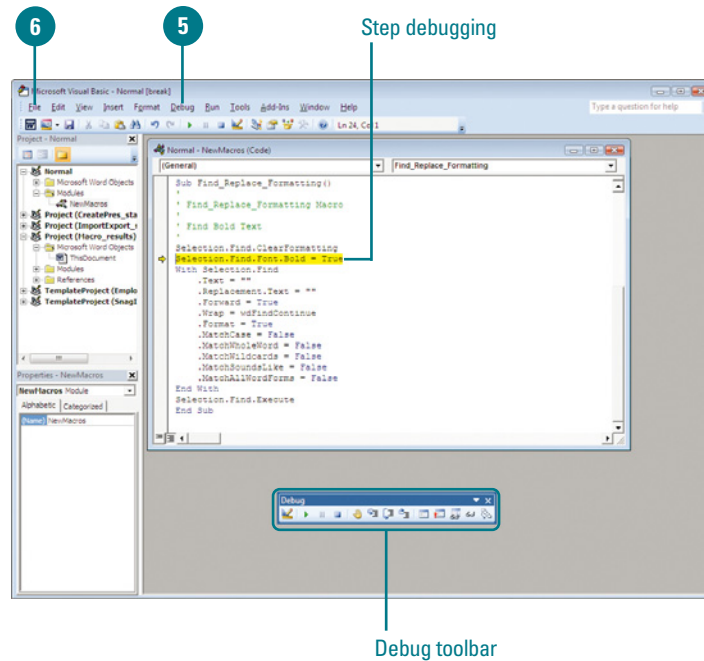 6
5
Step debugging
Microsoft Visual Basic - Normal [break]
File Edit View Insert Format Debug Run Tools Add-Ins Window Help
Type a question for help
Ln 24, Col 1
Project - Normal
Normal
Microsoft Word Objects
Modules
NewMacros
Project (CreatePres_sta
Project (ImportExport_
Project (Macro_results)
Microsoft Word Objects
ThisDocument
Modules
References
TemplateProject (Emplo
TemplateProject (SnagI
Properties - NewMacros
NewMacros Module
Alphabetic Categorized
(Name) NewMacros
Normal - NewMacros (Code)
(General) Find_Replace_Formatting
Sub Find_Replace_Formatting()
'
' Find_Replace_Formatting Macro
'
' Find Bold Text
'
Selection.Find.ClearFormatting
Selection.Find.Font.Bold = True
With Selection.Find
.Text = ""
.Replacement.Text = ""
.Forward = True
.Wrap = wdFindContinue
.Format = True
.MatchCase = False
.MatchWholeWord = False
.MatchWildcards = False
.MatchSoundsLike = False
.MatchAllWordForms = False
End With
Selection.Find.Execute
End Sub
Debug
Debug toolbar